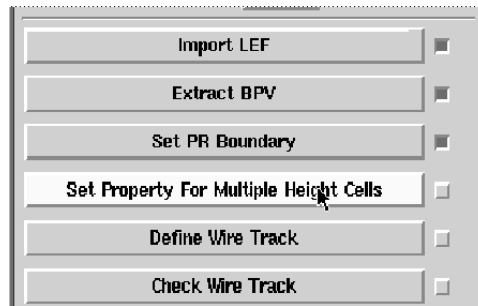 Import LEF
Extract BPV
Set PR Boundary
Set Property For Multiple Height Cells
Define Wire Track
Check Wire Track